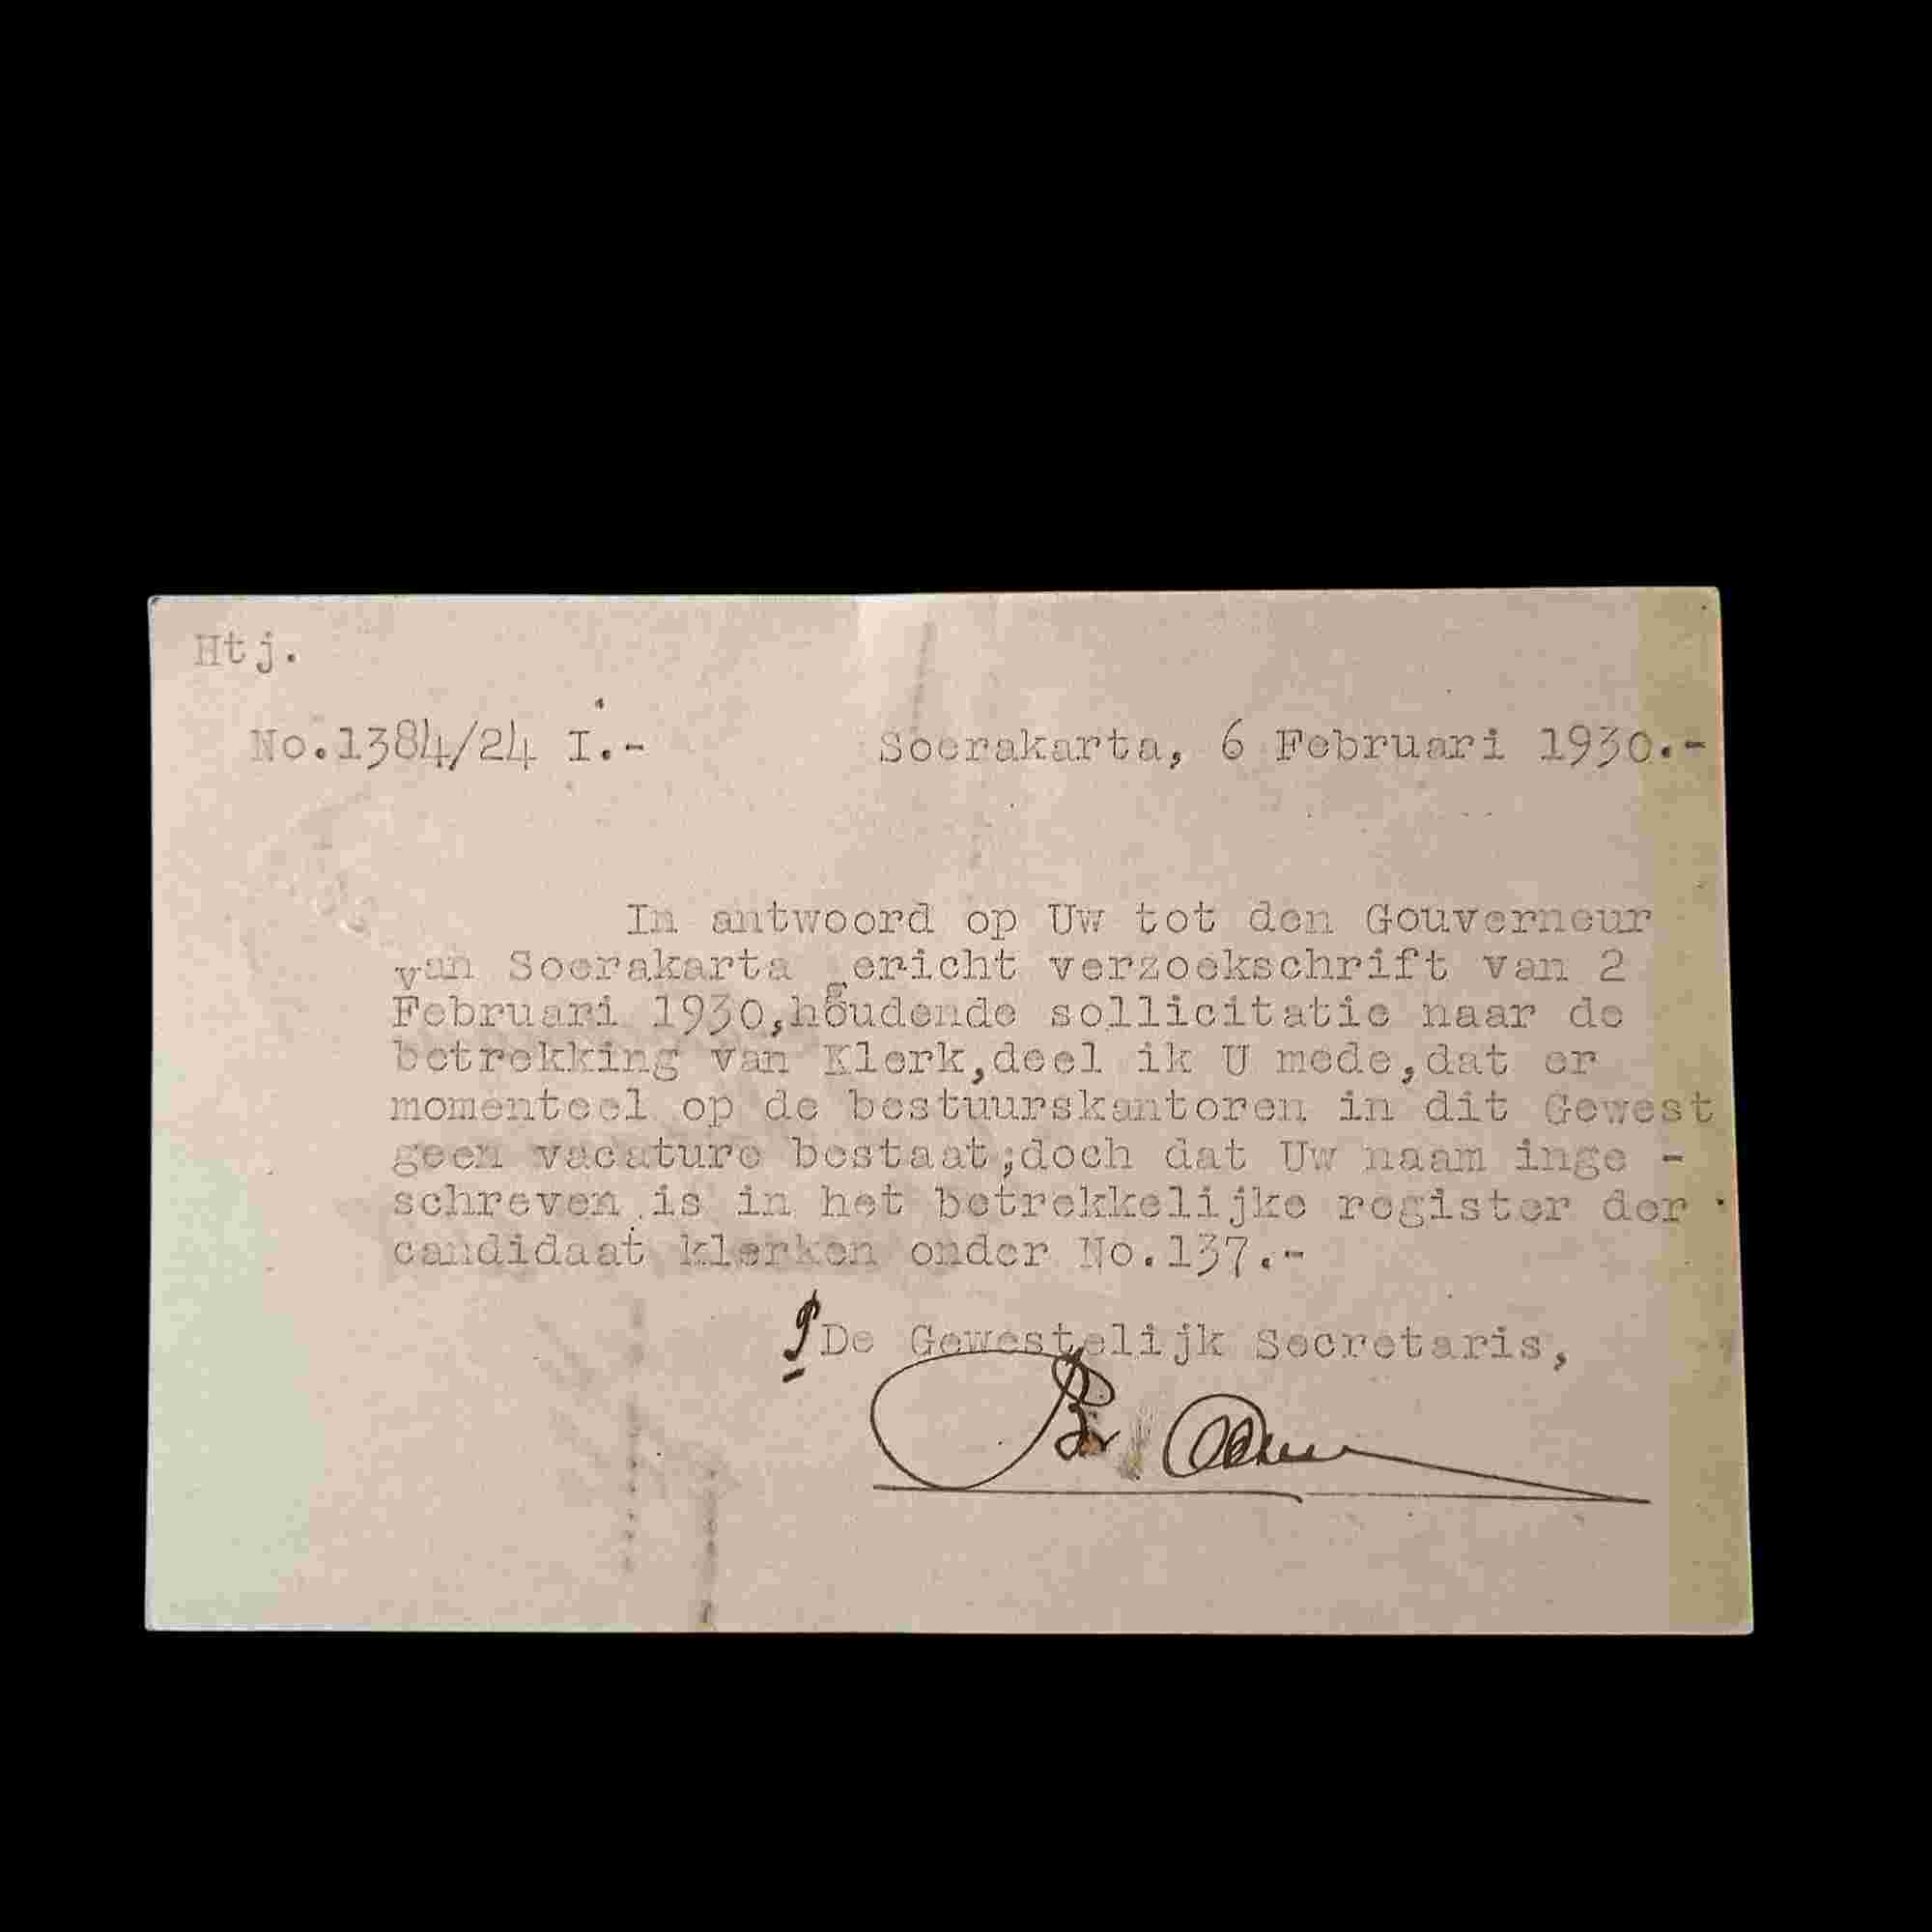 Htj.
No.1384/24 I.-
Soerakarta, 6 Februari 1930.-
In antwoord op Uw tot den Gouverneur
van Soerakarta gericht verzoekschrift van 2
Februari 1930,houdende sollicitatie naar de
betrekking van Klerk,deel ik U mede,dat er
momenteel op de bestuurskantoren in dit Gewest
geen vacature bestaat;doch dat Uw naam inge -
schreven is in het betrekkelijke register der
candidaat klerken onder No.137.-
De Gewestelijk Secretaris,